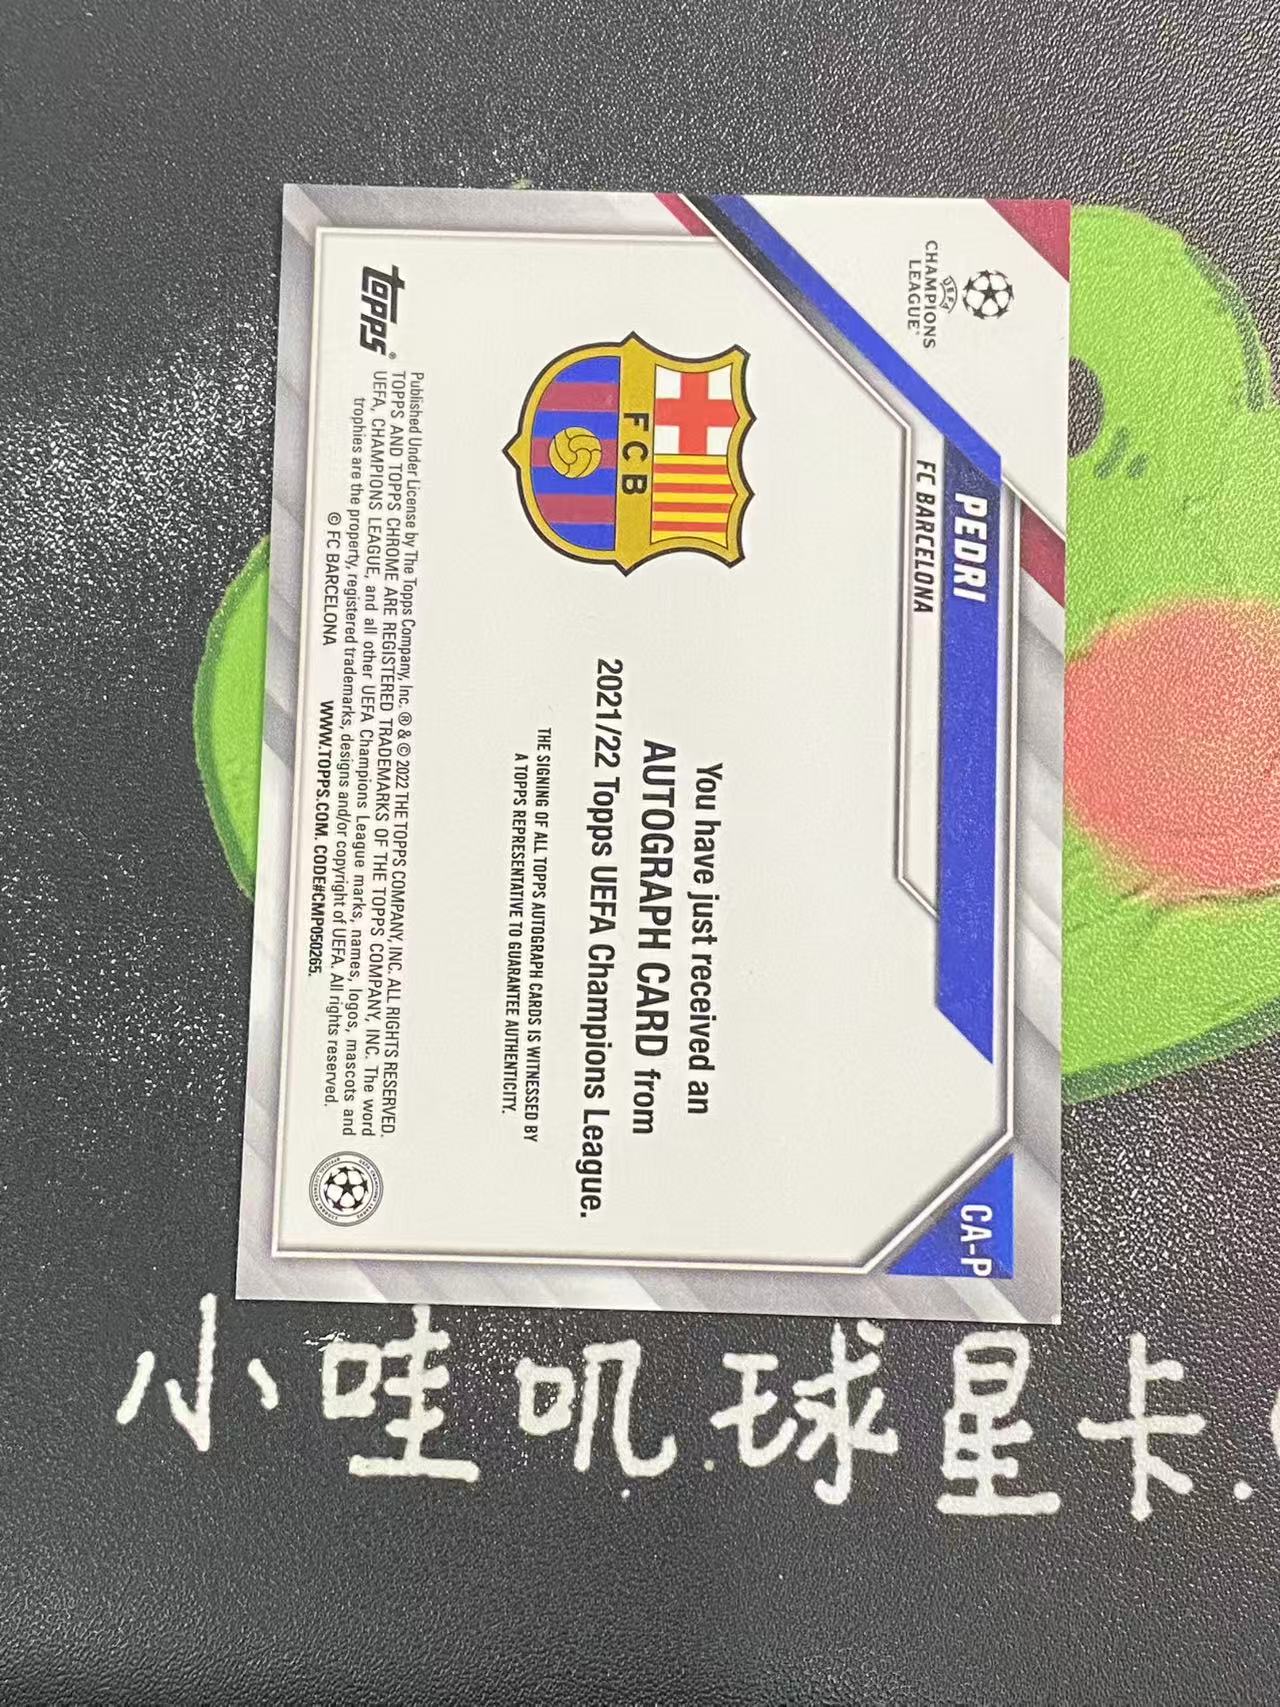 UEFA
CHAMPIONS
LEAGUE
PEDRI
FC BARCELONA
CA-P
FCB
You have just received an
AUTOGRAPH CARD from
2021/22 Topps UEFA Champions League.
THE SIGNING OF ALL TOPPS AUTOGRAPH CARDS IS WITNESSED BY
A TOPPS REPRESENTATIVE TO GUARANTEE AUTHENTICITY.
topps®
Published Under License by The Topps Company, Inc. ® & © 2022 THE TOPPS COMPANY, INC. ALL RIGHTS RESERVED.
TOPPS AND TOPPS CHROME ARE REGISTERED TRADEMARKS OF THE TOPPS COMPANY, INC. The word
UEFA, CHAMPIONS LEAGUE, and all other UEFA Champions League marks, names, logos, mascots and
trophies are the property, registered trademarks, designs and/or copyright of UEFA. All rights reserved.
© FC BARCELONA WWW.TOPPS.COM. CODE#CMP050265.
小哇叽.球星卡.